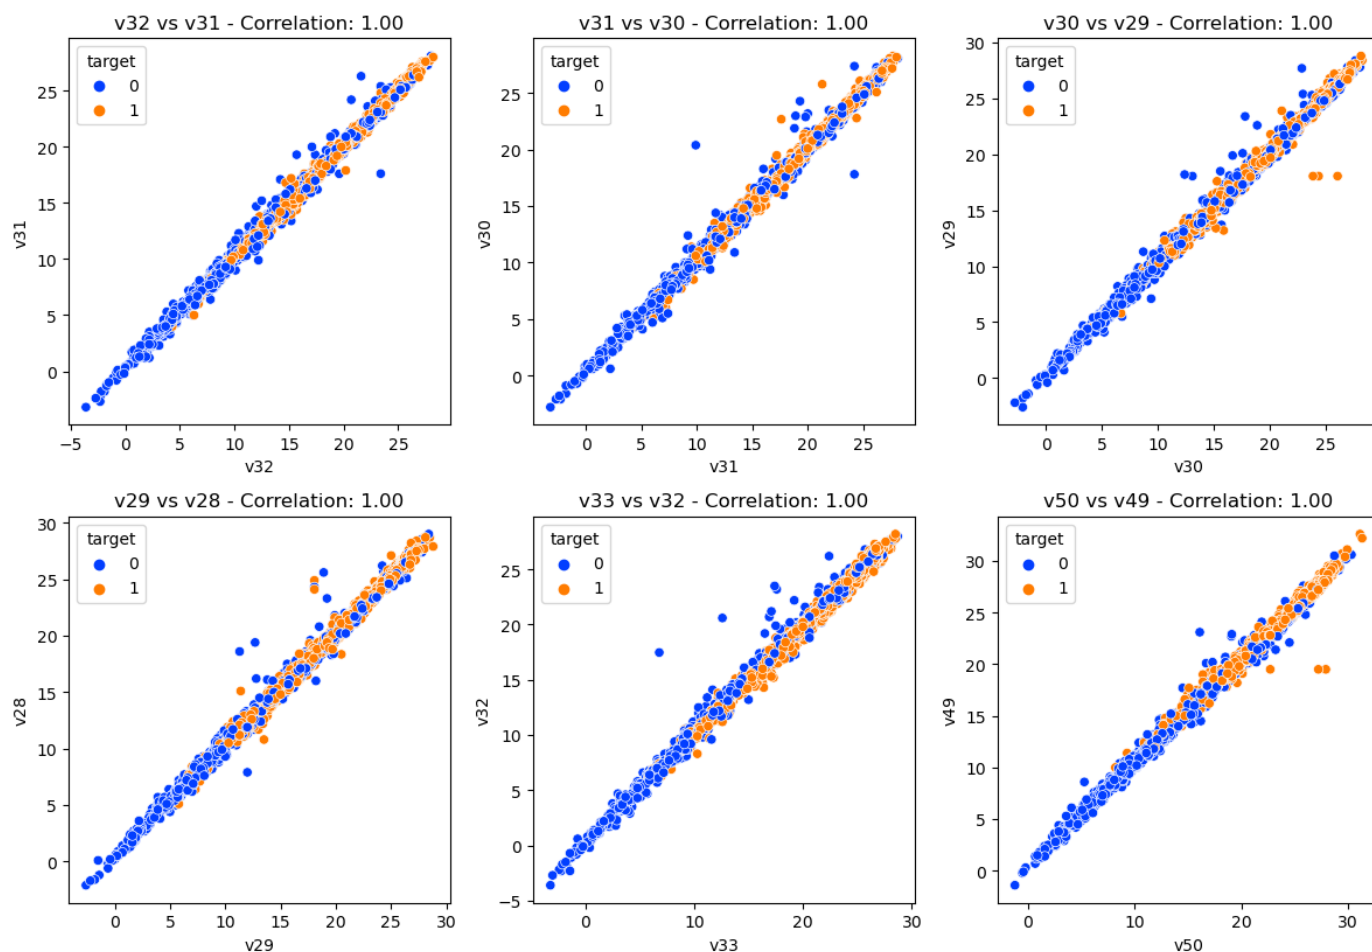 v32 vs v31 - Correlation: 1.00
target
0
1
25
20
15
10
5
0
v31
−5 0 5 10 15 20 25
v32
v31 vs v30 - Correlation: 1.00
target
0
1
25
20
15
10
5
0
v30
0 5 10 15 20 25
v31
v30 vs v29 - Correlation: 1.00
target
0
1
30
25
20
15
10
5
0
v29
0 5 10 15 20 25
v30
v29 vs v28 - Correlation: 1.00
target
0
1
30
25
20
15
10
5
0
v28
0 5 10 15 20 25 30
v29
v33 vs v32 - Correlation: 1.00
target
0
1
25
20
15
10
5
0
−5
v32
0 5 10 15 20 25 30
v33
v50 vs v49 - Correlation: 1.00
target
0
1
30
25
20
15
10
5
0
v49
0 10 20 30
v50